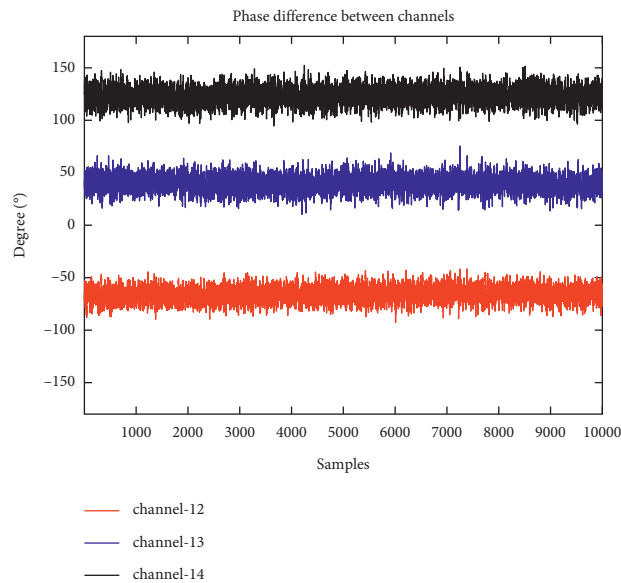 Phase difference between channels
150
100
50
0
−50
−100
−150
Degree (°)
1000 2000 3000 4000 5000 6000 7000 8000 9000 10000
Samples
channel-12
channel-13
channel-14